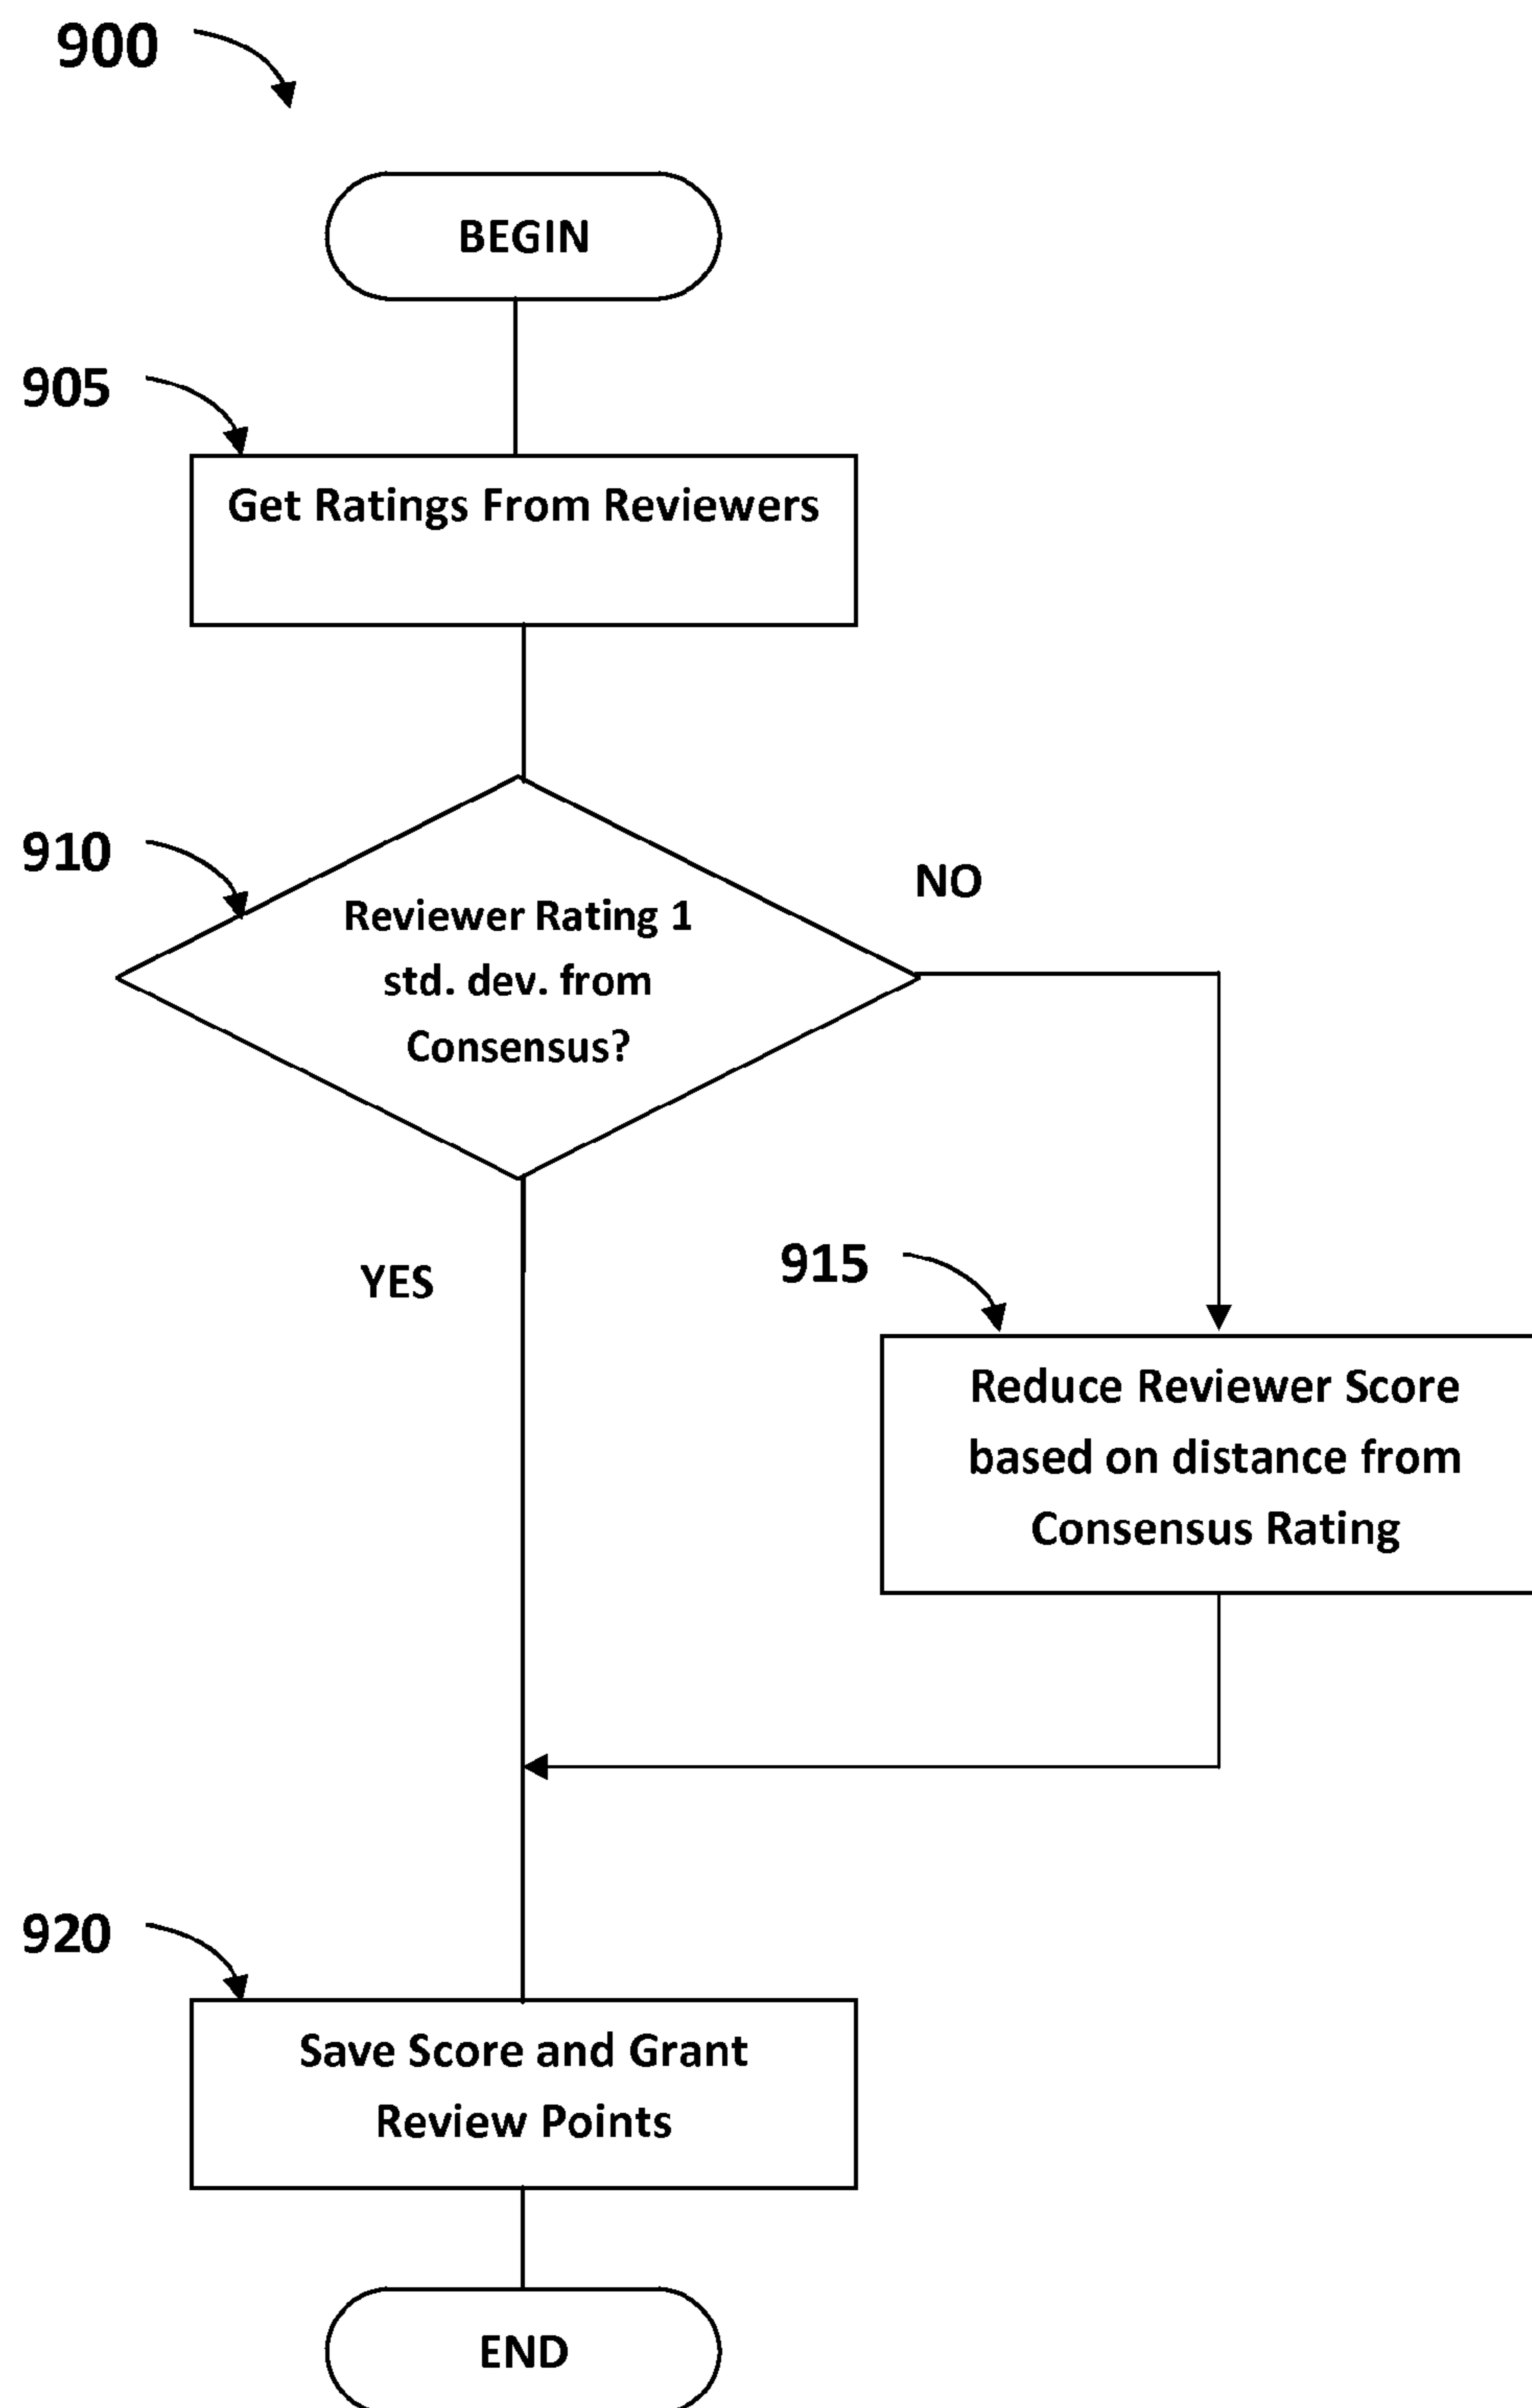 900
BEGIN
905
Get Ratings From Reviewers
910
Reviewer Rating 1
std. dev. from
Consensus?
NO
YES
915
Reduce Reviewer Score
based on distance from
Consensus Rating
920
Save Score and Grant
Review Points
END